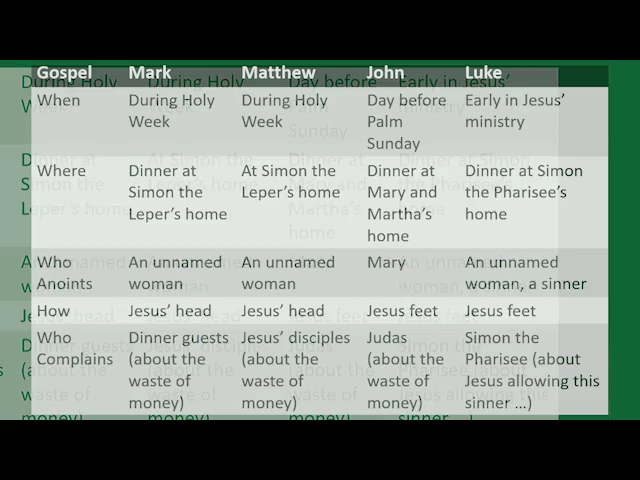 Gospel Mark Matthew John Luke
When During Holy Week During Holy Week Day before Palm Sunday Early in Jesus’ ministry
Where Dinner at Simon the Leper’s home At Simon the Leper’s home Dinner at Mary and Martha’s home Dinner at Simon the Pharisee’s home
Who Anoints An unnamed woman An unnamed woman Mary An unnamed woman, a sinner
How Jesus’ head Jesus’ head Jesus feet Jesus feet
Who Complains Dinner guests (about the waste of money) Jesus’ disciples (about the waste of money) Judas (about the waste of money) Simon the Pharisee (about Jesus allowing this sinner …)